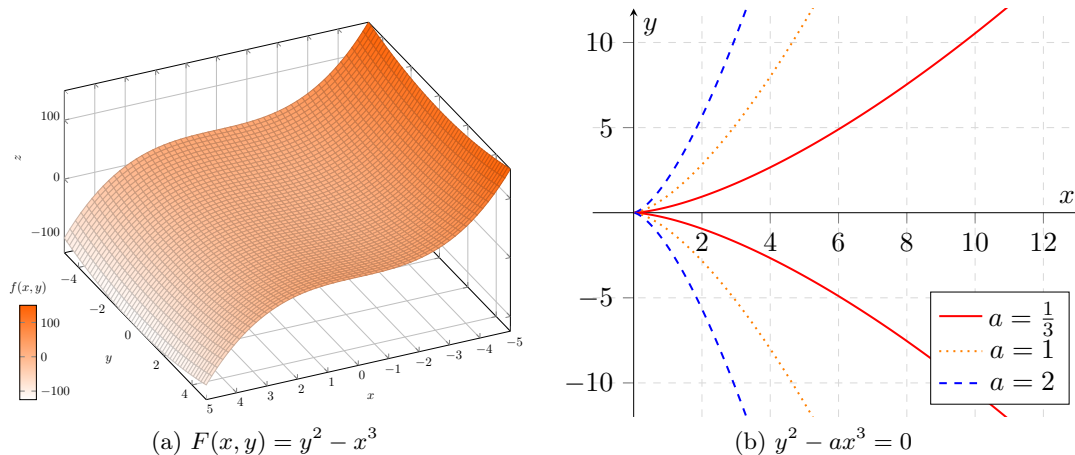 100
0
−100
z
−4
−2
0
2
4
y
5
4
3
2
1
0
−1
−2
−3
−4
−5
x
f(x, y)
100
0
−100
(a) F(x, y) = y² − x³
y
10
5
−5
−10
x
2
4
6
8
10
12
a = 1/3
a = 1
a = 2
(b) y² − ax³ = 0